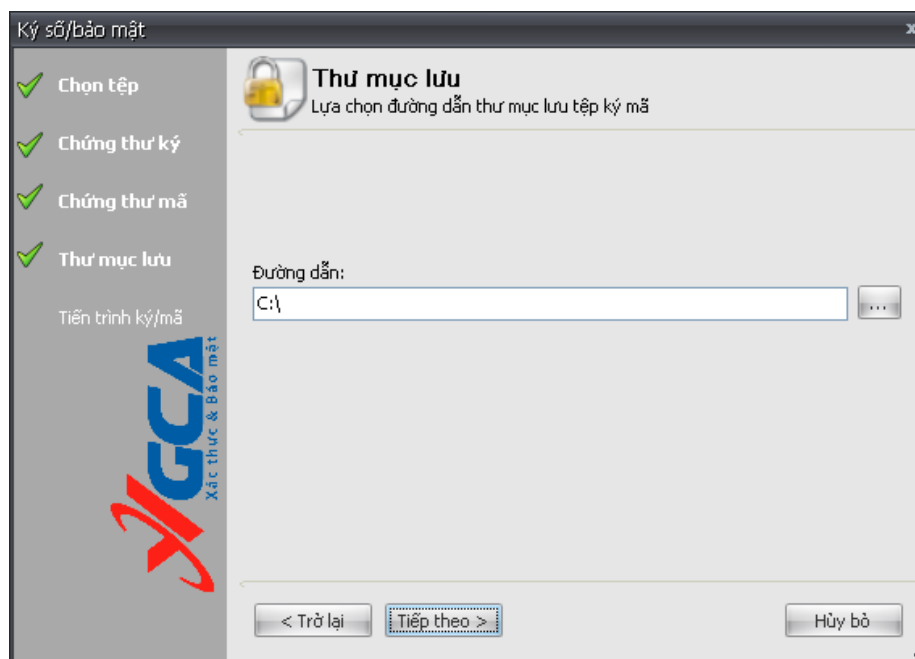 Ký số/bảo mật
Chọn tệp
Chứng thư ký
Chứng thư mã
Thư mục lưu
Tiến trình ký/mã
VGCA
Xác thực & Bảo mật
Thư mục lưu
Lựa chọn đường dẫn thư mục lưu tệp ký mã
Đường dẫn:
C:\
...
< Trở lại
Tiếp theo >
Hủy bỏ